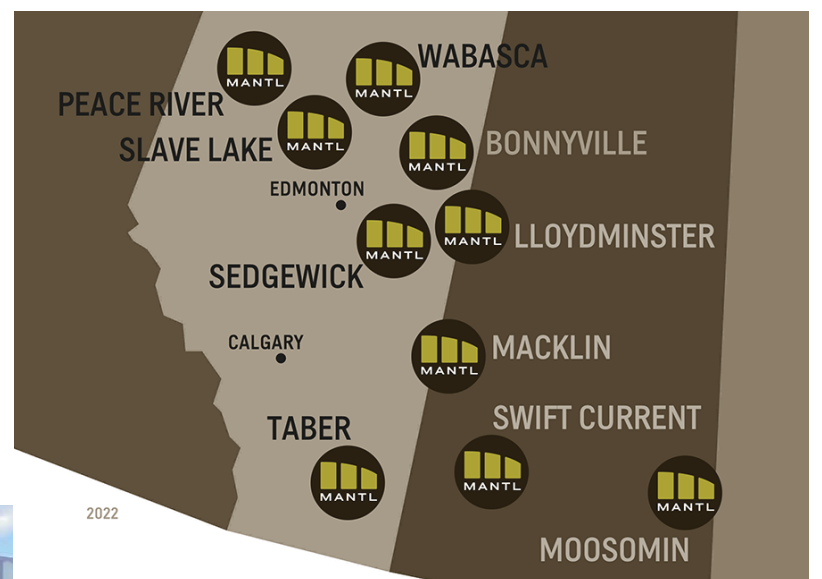 MANTL
WABASCA
MANTL
PEACE RIVER
MANTL
SLAVE LAKE
MANTL
BONNYVILLE
EDMONTON
MANTL
LLOYDMINSTER
MANTL
SEDGEWICK
CALGARY
MANTL
MACKLIN
SWIFT CURRENT
TABER
MANTL
MANTL
MANTL
2022
MOOSOMIN